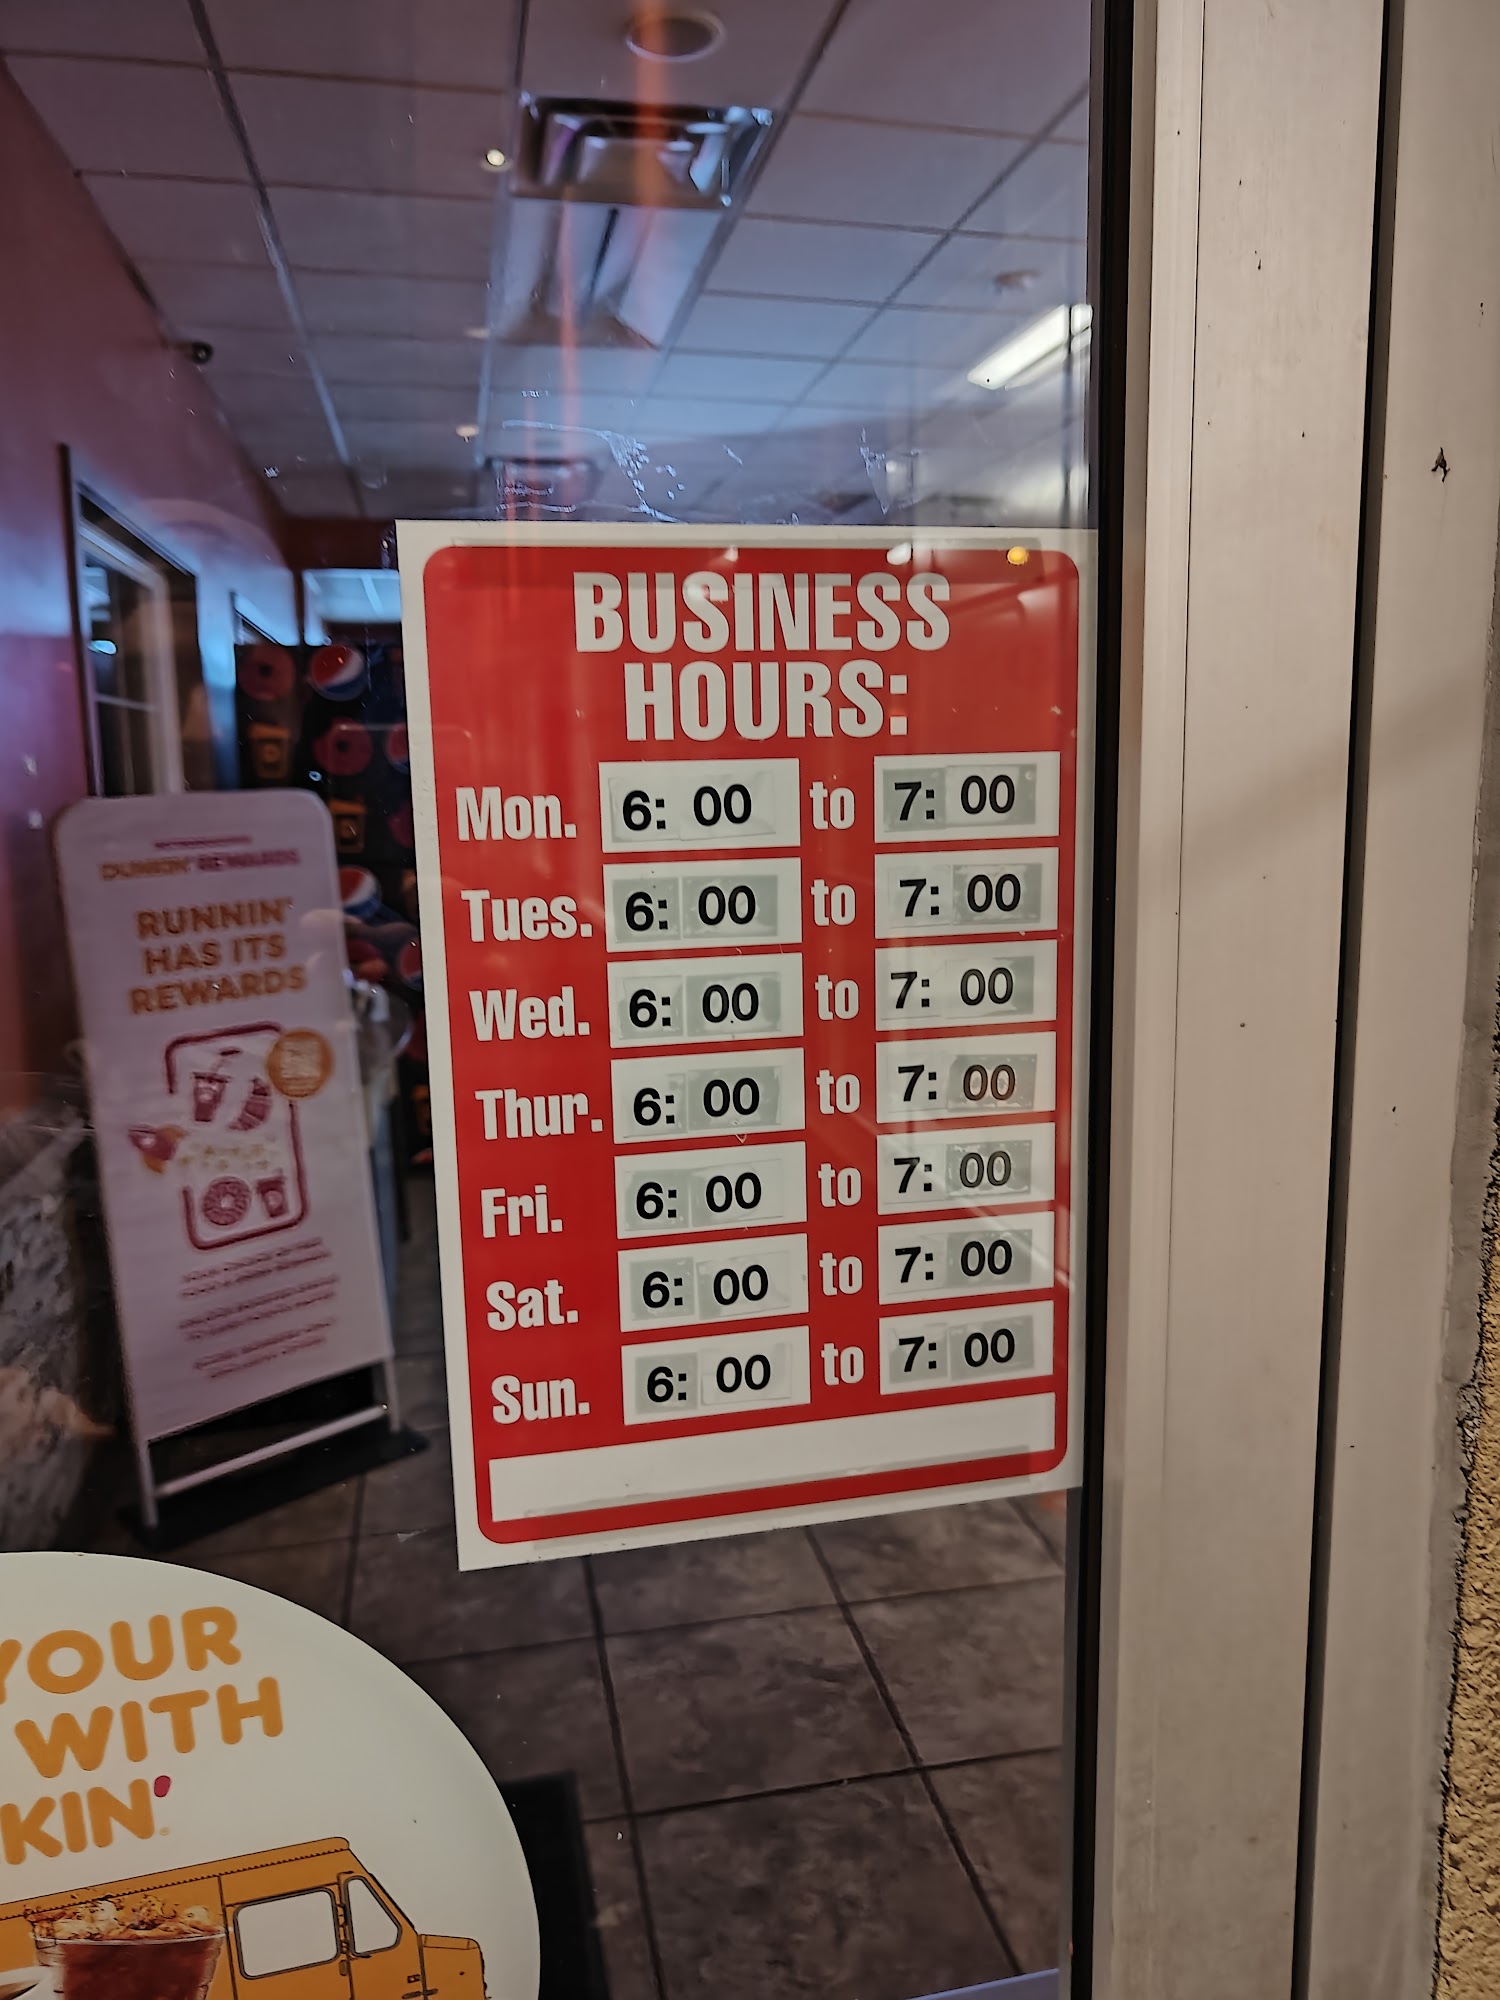 BUSINESS
HOURS:
Mon. 6: 00 to 7: 00
Tues. 6: 00 to 7: 00
Wed. 6: 00 to 7: 00
Thur. 6: 00 to 7: 00
Fri. 6: 00 to 7: 00
Sat. 6: 00 to 7: 00
Sun. 6: 00 to 7: 00
DUNKIN' REWARDS
RUNNIN'
HAS ITS
REWARDS
YOUR
WITH
KIN'